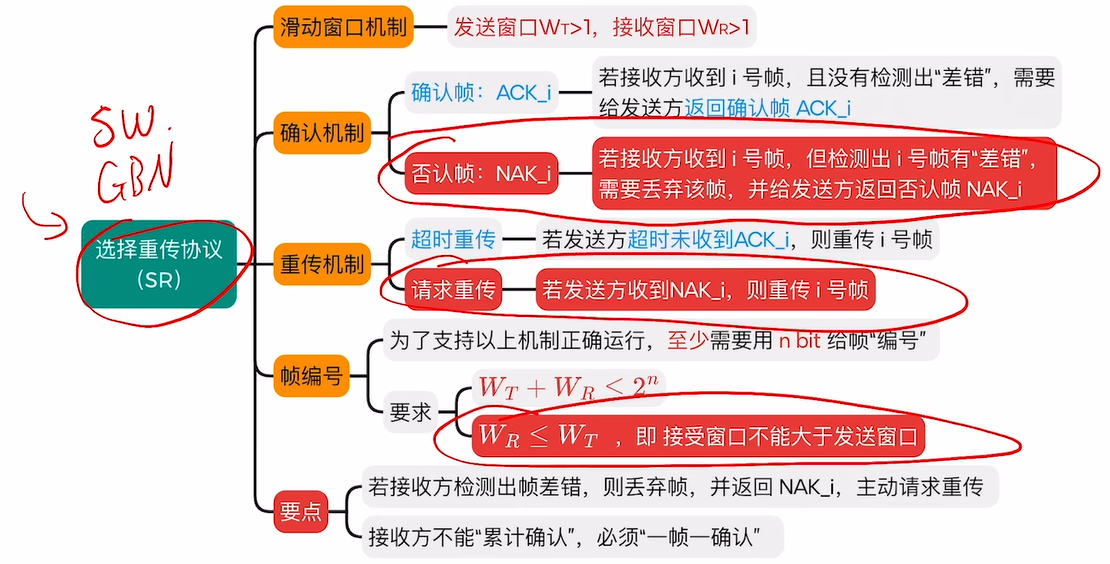 滑动窗口机制
发送窗口WT>1，接收窗口WR>1
确认机制
确认帧：ACK_i
若接收方收到 i 号帧，且没有检测出“差错”，需要
给发送方返回确认帧 ACK_i
否认帧：NAK_i
若接收方收到 i 号帧，但检测出 i 号帧有“差错”，
需要丢弃该帧，并给发送方返回否认帧 NAK_i
SW.
GBN
选择重传协议
（SR）
重传机制
超时重传
若发送方超时未收到ACK_i，则重传 i 号帧
请求重传
若发送方收到NAK_i，则重传 i 号帧
帧编号
为了支持以上机制正确运行，至少需要用 n bit 给帧“编号”
要求
W_T + W_R ≤ 2^n
W_R ≤ W_T ，即 接受窗口不能大于发送窗口
要点
若接收方检测出帧差错，则丢弃帧，并返回 NAK_i，主动请求重传
接收方不能“累计确认”，必须“一帧一确认”